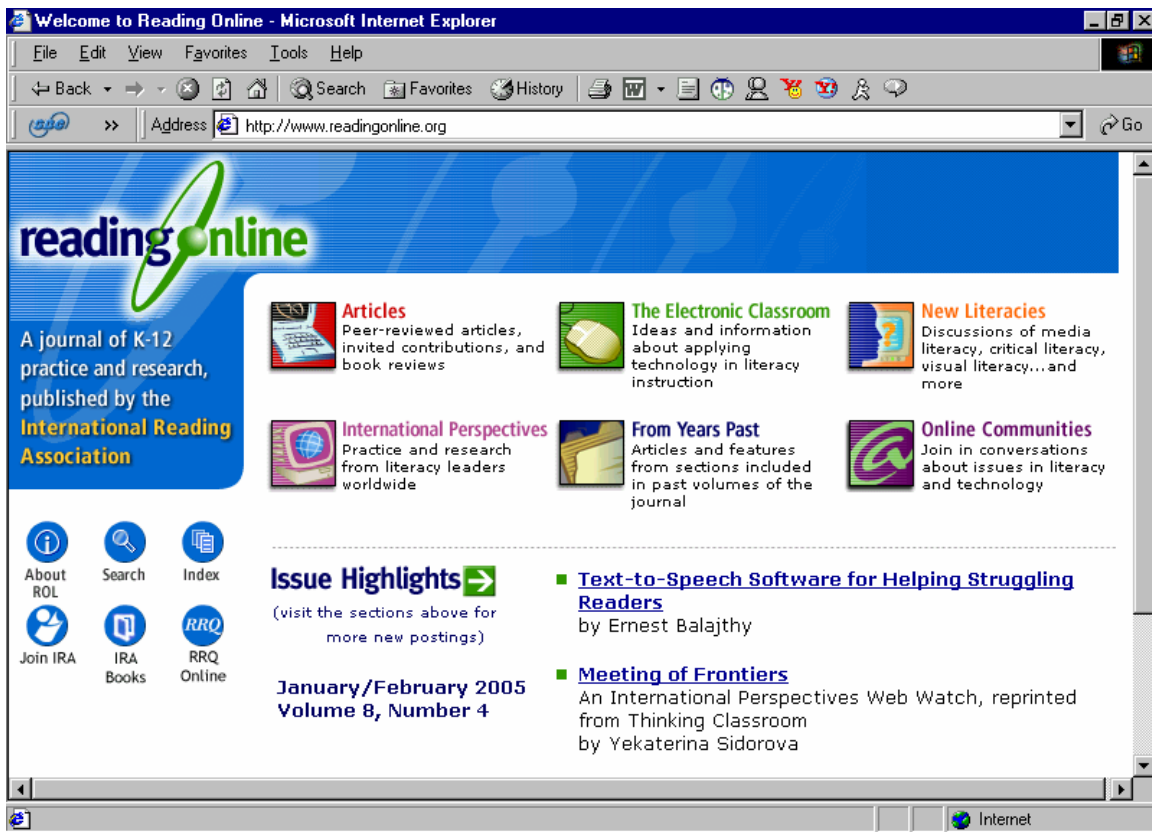 Welcome to Reading Online - Microsoft Internet Explorer
File Edit View Favorites Tools Help
Back Search Favorites History
Address http://www.readingonline.org Go
reading online
A journal of K-12
practice and research,
published by the
International Reading
Association
Articles
Peer-reviewed articles,
invited contributions, and
book reviews
The Electronic Classroom
Ideas and information
about applying
technology in literacy
instruction
New Literacies
Discussions of media
literacy, critical literacy,
visual literacy...and
more
International Perspectives
Practice and research
from literacy leaders
worldwide
From Years Past
Articles and features
from sections included
in past volumes of the
journal
Online Communities
Join in conversations
about issues in literacy
and technology
About
ROL
Search
Index
Join IRA
IRA
Books
RRQ
RRQ
Online
Issue Highlights
(visit the sections above for
more new postings)
January/February 2005
Volume 8, Number 4
Text-to-Speech Software for Helping Struggling
Readers
by Ernest Balajthy
Meeting of Frontiers
An International Perspectives Web Watch, reprinted
from Thinking Classroom
by Yekaterina Sidorova
Internet